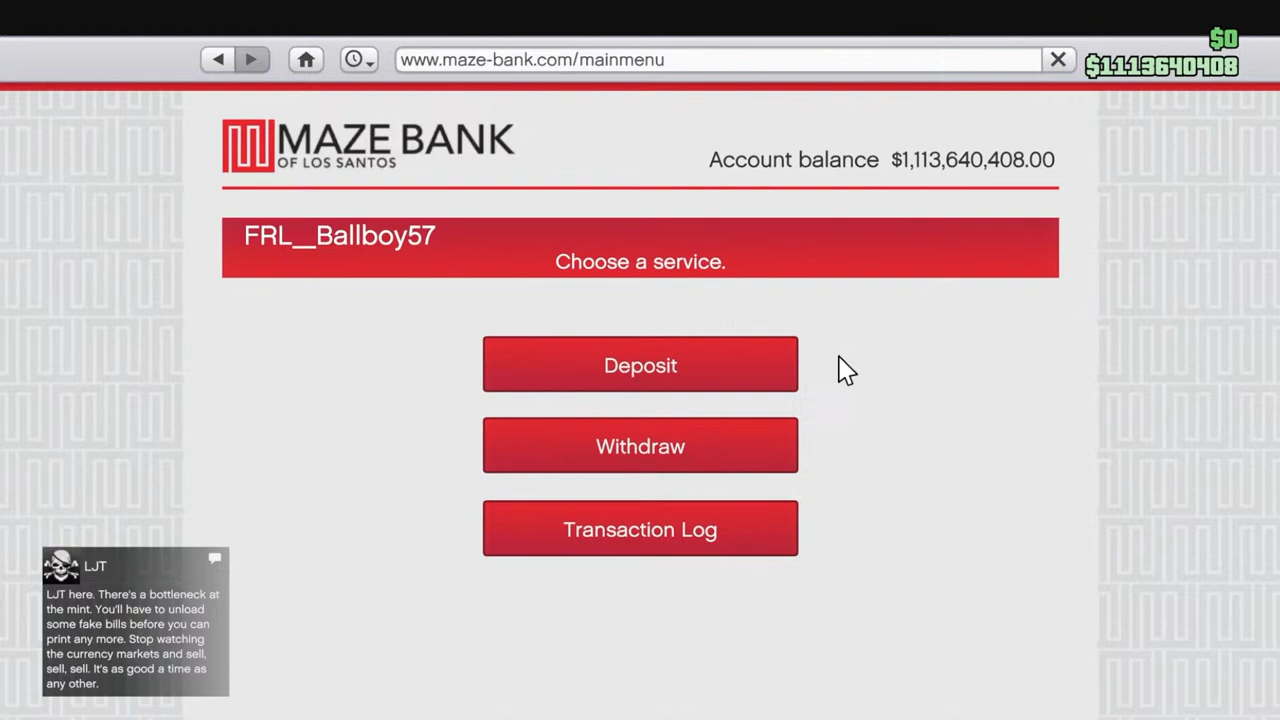 $0
www.maze-bank.com/mainmenu
$1113640408
MAZE BANK
OF LOS SANTOS
Account balance $1,113,640,408.00
FRL__Ballboy57
Choose a service.
Deposit
Withdraw
Transaction Log
LJT
LJT here. There's a bottleneck at
the mint. You'll have to unload
some fake bills before you can
print any more. Stop watching
the currency markets and sell,
sell, sell. It's as good a time as
any other.